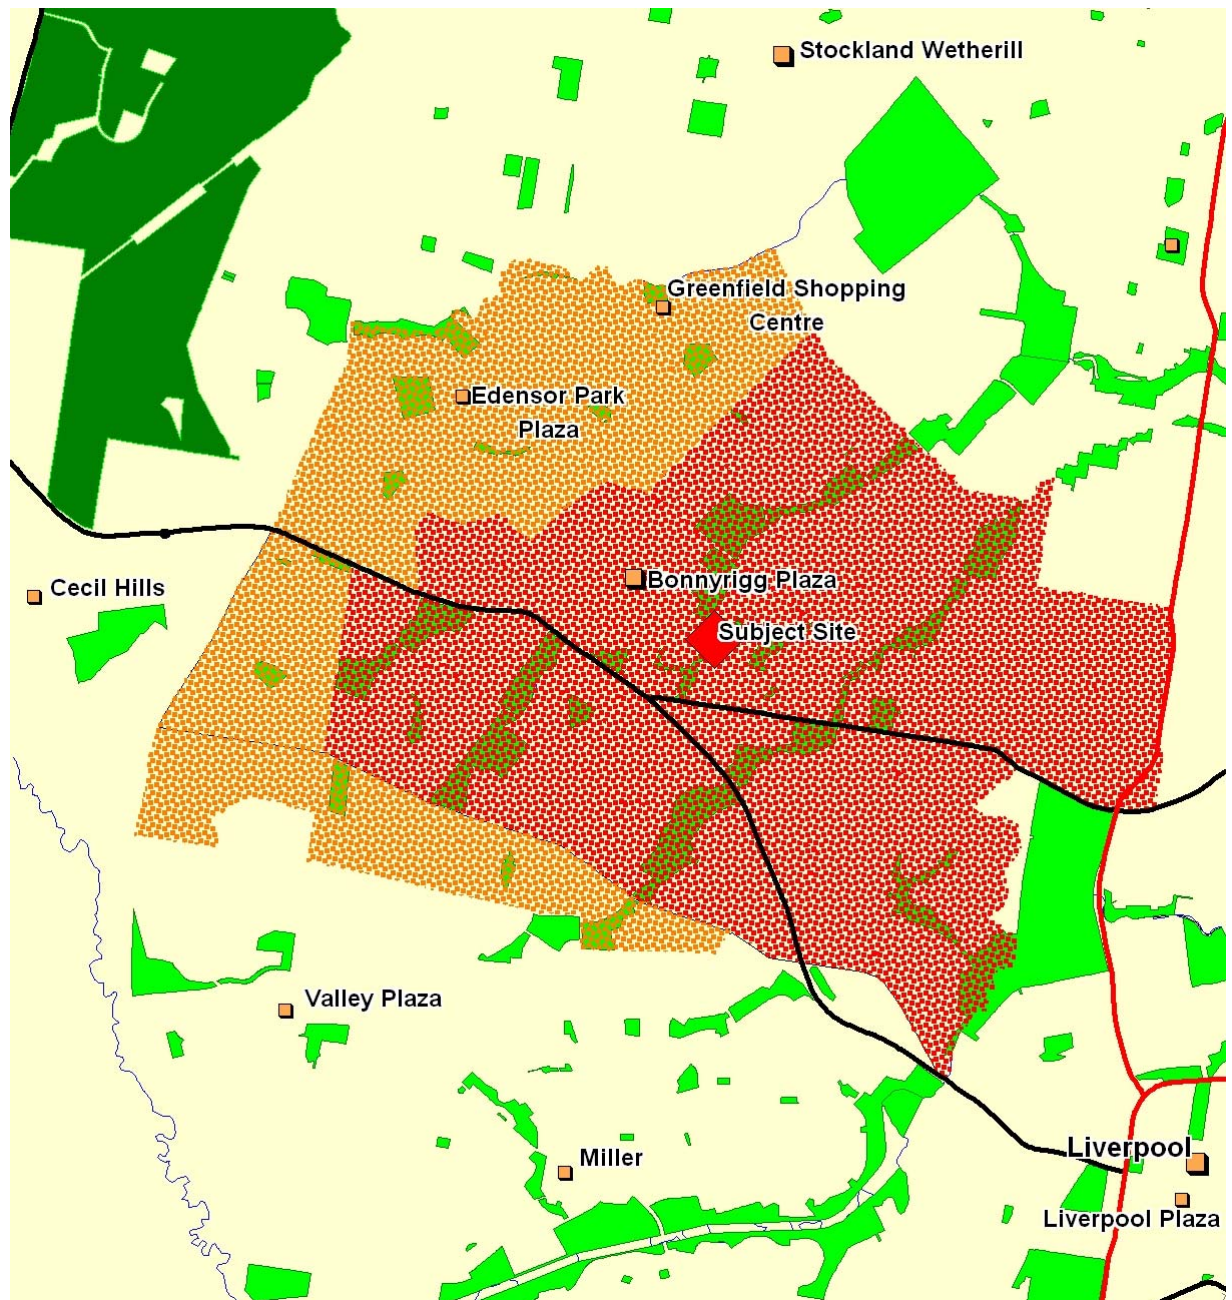 Stockland Wetherill
Greenfield Shopping
Centre
Edensor Park
Plaza
Bonnyrigg Plaza
Cecil Hills
Subject Site
Valley Plaza
Liverpool
Miller
Liverpool Plaza